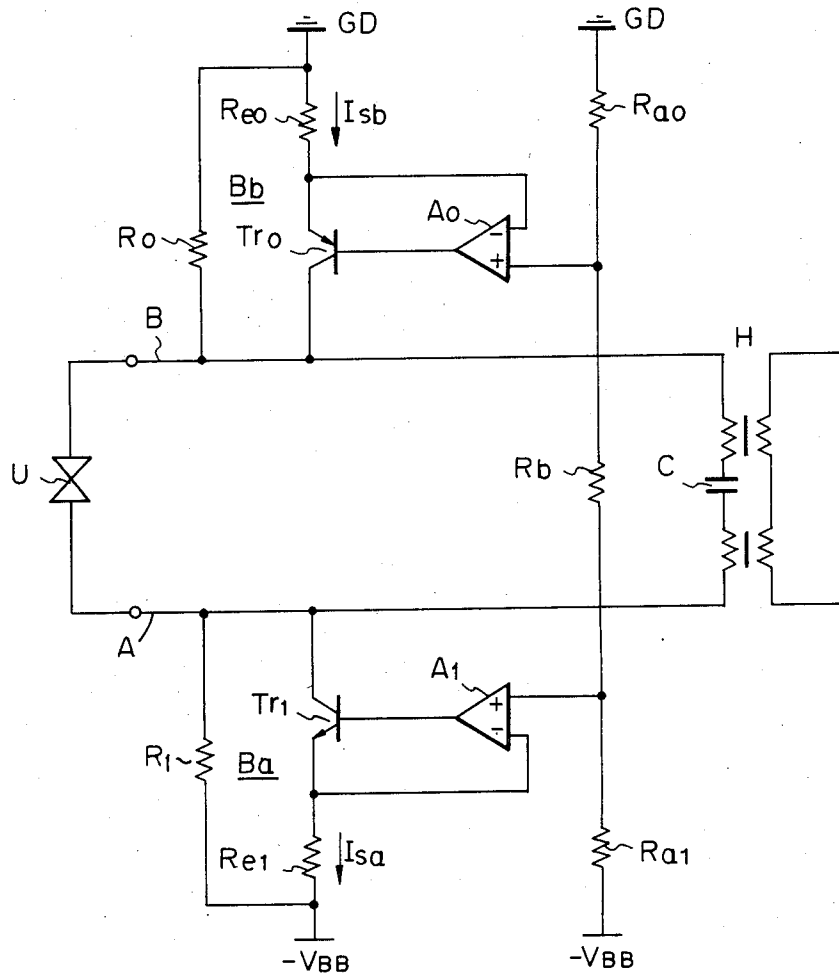 GD
GD
Reo
Isb
Rao
Bb
Ao
−
+
Ro
Tro
B
H
U
Rb
C
A
A1
Tr1
+
−
R1
Ba
Re1
Isa
Ra1
-VBB
-VBB